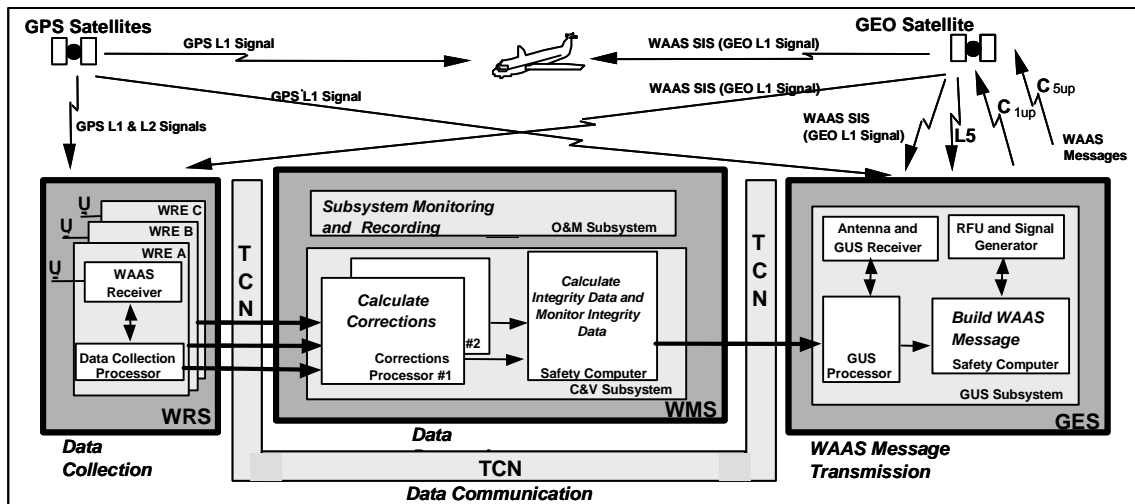 GPS Satellites
GEO Satellite
GPS L1 Signal
WAAS SIS (GEO L1 Signal)
GPS L1 Signal
WAAS SIS (GEO L1 Signal)
GPS L1 & L2 Signals
WAAS SIS
(GEO L1 Signal)
L5
C 1up
C 5up
WAAS
Messages
WRE C
WRE B
WRE A
WAAS
Receiver
Data Collection
Processor
WRS
Data
Collection
TCN
Subsystem Monitoring
and Recording
O&M Subsystem
Calculate
Corrections
#2
Corrections
Processor #1
Calculate
Integrity Data and
Monitor Integrity
Data
Safety Computer
C&V Subsystem
WMS
Data
TCN
Data Communication
TCN
Antenna and
GUS Receiver
RFU and Signal
Generator
GUS
Processor
Build WAAS
Message
Safety Computer
GUS Subsystem
GES
WAAS Message
Transmission